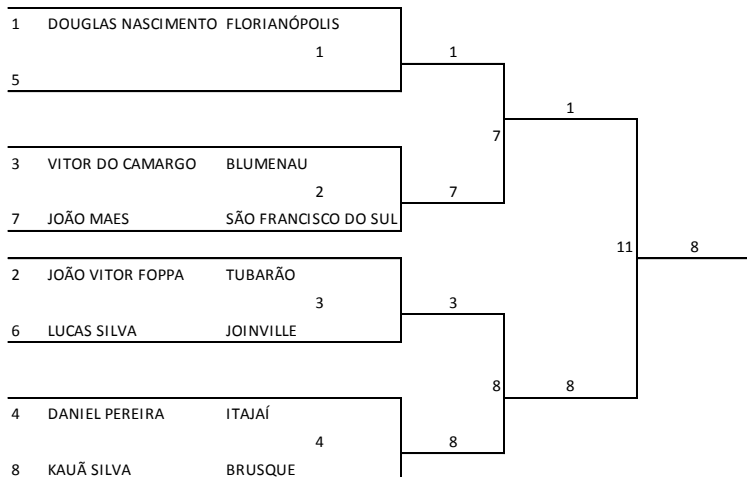 1 DOUGLAS NASCIMENTO FLORIANÓPOLIS
1 1
5
1
7
3 VITOR DO CAMARGO BLUMENAU
2 7
7 JOÃO MAES SÃO FRANCISCO DO SUL
11 8
2 JOÃO VITOR FOPPA TUBARÃO
3 3
6 LUCAS SILVA JOINVILLE
8 8
4 DANIEL PEREIRA ITAJAÍ
4 8
8 KAUÃ SILVA BRUSQUE